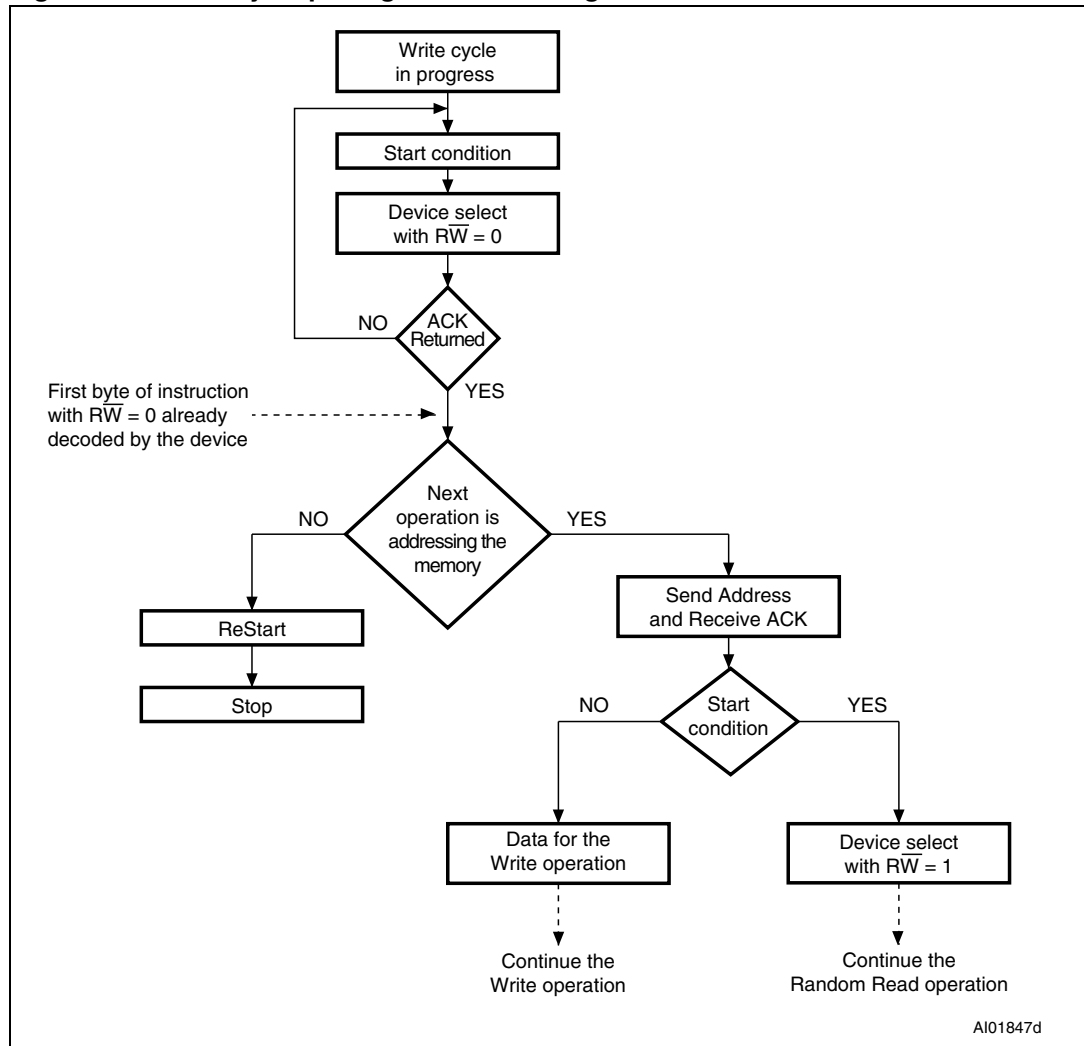 Write cycle
in progress
Start condition
Device select
with RW̅ = 0
NO
ACK
Returned
YES
First byte of instruction
with RW̅ = 0 already
decoded by the device
Next
operation is
addressing the
memory
NO
YES
Send Address
and Receive ACK
ReStart
Stop
Start
condition
NO
YES
Data for the
Write operation
Device select
with RW̅ = 1
Continue the
Write operation
Continue the
Random Read operation
AI01847d